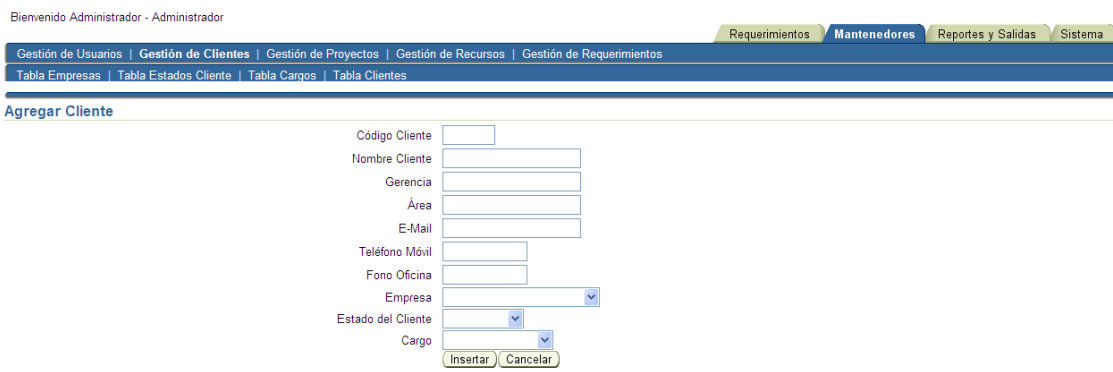 Bienvenido Administrador - Administrador
Requerimientos Mantenedores Reportes y Salidas Sistema
Gestión de Usuarios | Gestión de Clientes | Gestión de Proyectos | Gestión de Recursos | Gestión de Requerimientos
Tabla Empresas | Tabla Estados Cliente | Tabla Cargos | Tabla Clientes
Agregar Cliente
Código Cliente
Nombre Cliente
Gerencia
Área
E-Mail
Teléfono Móvil
Fono Oficina
Empresa
Estado del Cliente
Cargo
Insertar Cancelar